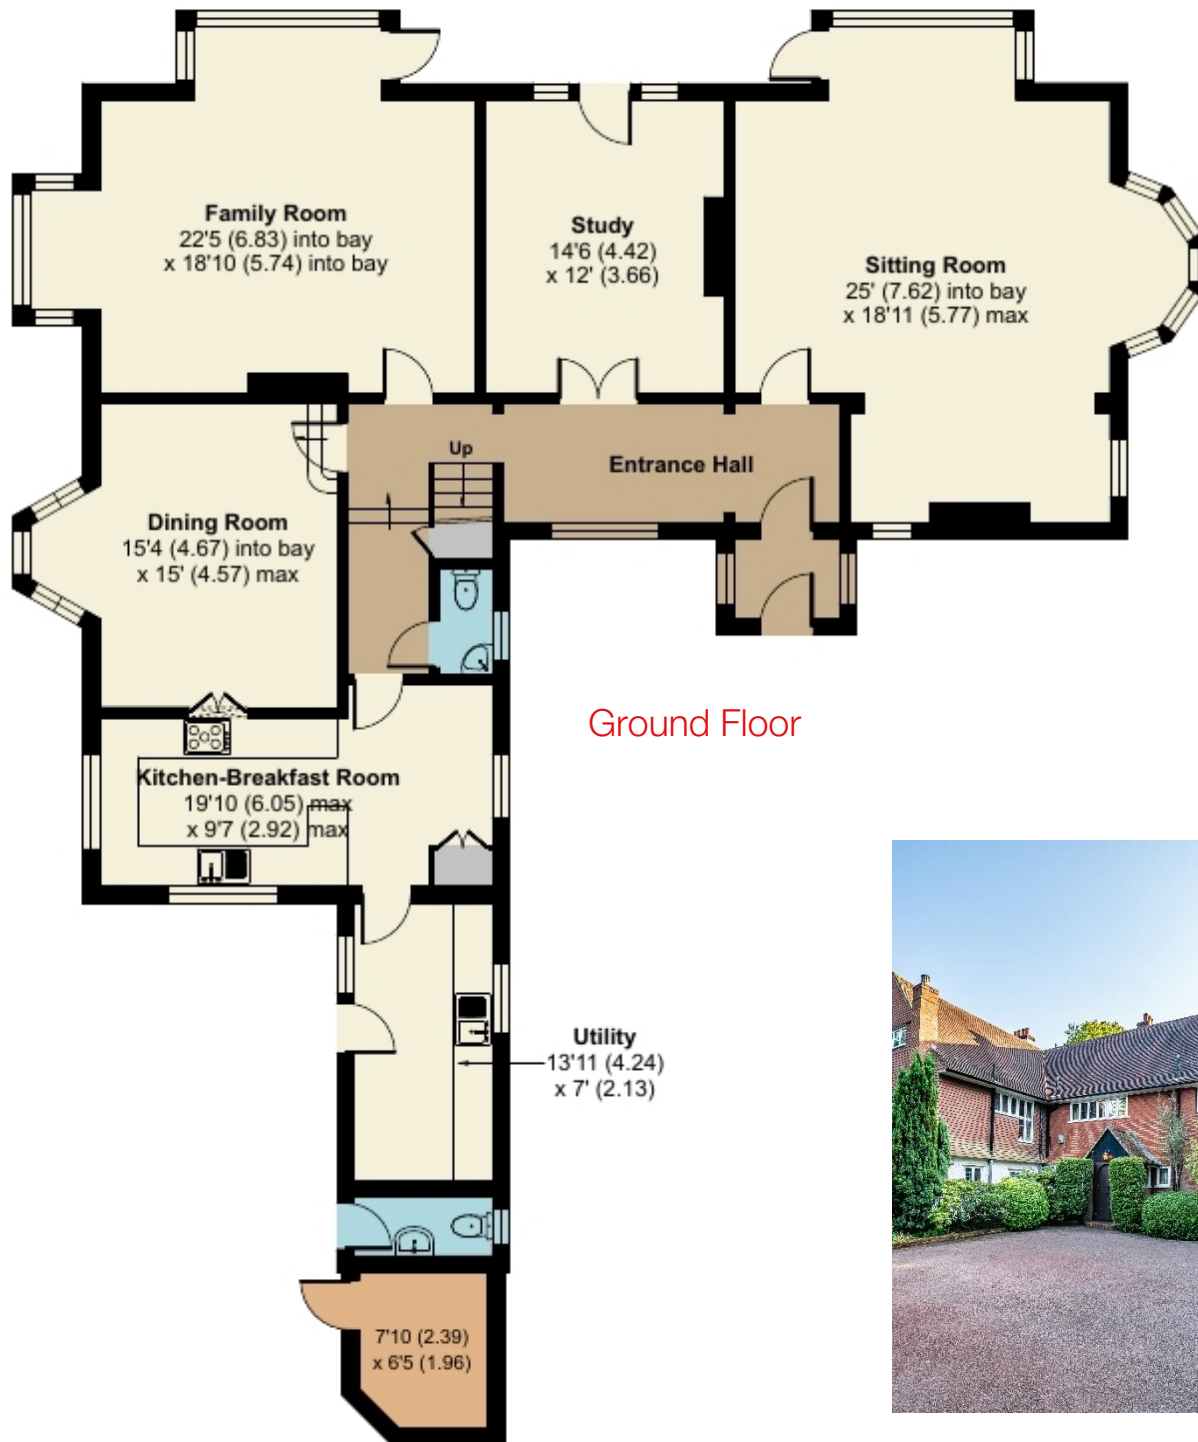 Family Room
22'5 (6.83) into bay
x 18'10 (5.74) into bay
Study
14'6 (4.42)
x 12' (3.66)
Sitting Room
25' (7.62) into bay
x 18'11 (5.77) max
Up
Entrance Hall
Dining Room
15'4 (4.67) into bay
x 15' (4.57) max
Ground Floor
Kitchen-Breakfast Room
19'10 (6.05) max
x 9'7 (2.92) max
Utility
13'11 (4.24)
x 7' (2.13)
7'10 (2.39)
x 6'5 (1.96)